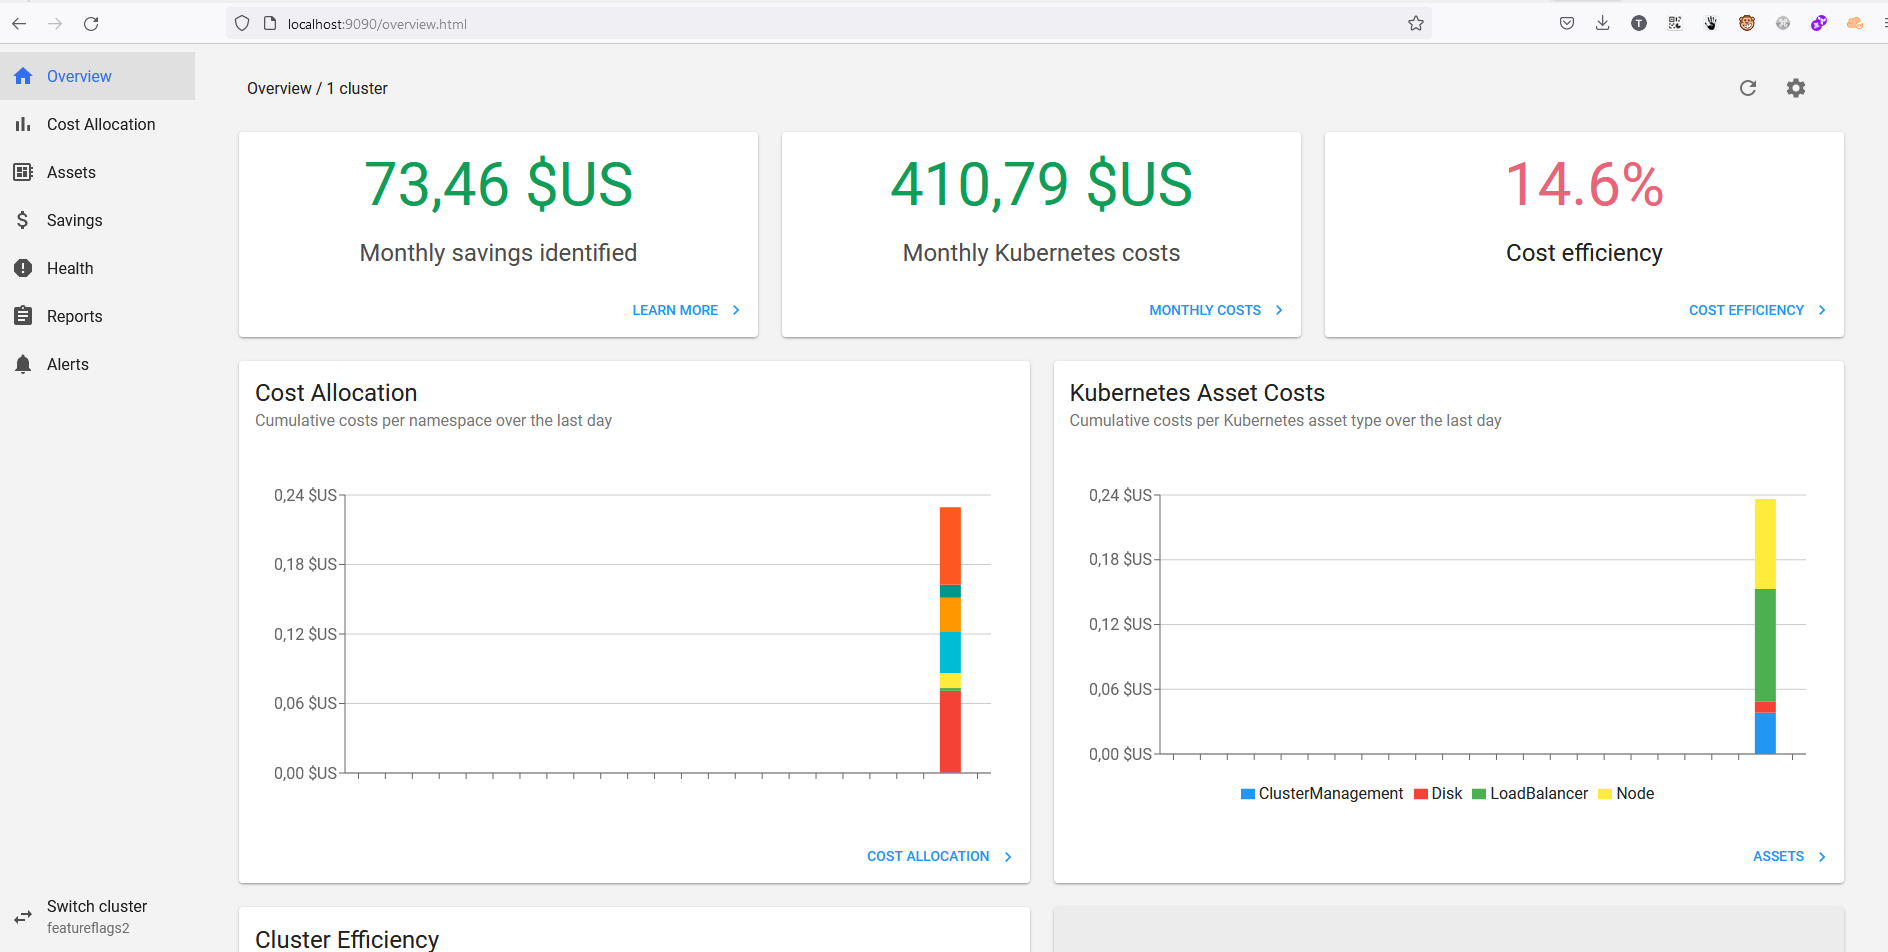 localhost:9090/overview.html
Overview
Cost Allocation
Assets
Savings
Health
Reports
Alerts
Switch cluster
featureflags2
Overview / 1 cluster
73,46 $US
Monthly savings identified
LEARN MORE
410,79 $US
Monthly Kubernetes costs
MONTHLY COSTS
14.6%
Cost efficiency
COST EFFICIENCY
Cost Allocation
Cumulative costs per namespace over the last day
0,24 $US
0,18 $US
0,12 $US
0,06 $US
0,00 $US
COST ALLOCATION
Kubernetes Asset Costs
Cumulative costs per Kubernetes asset type over the last day
0,24 $US
0,18 $US
0,12 $US
0,06 $US
0,00 $US
ClusterManagement Disk LoadBalancer Node
ASSETS
Cluster Efficiency